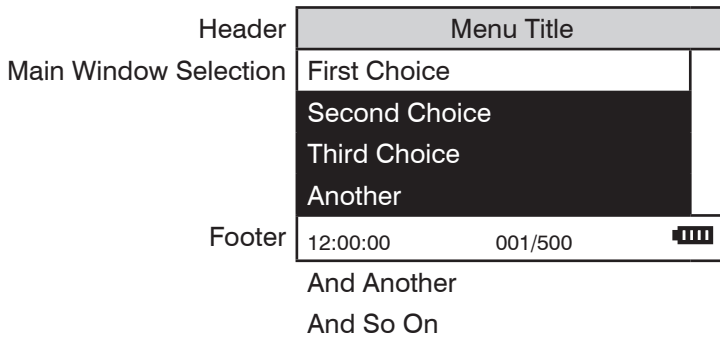 Header Menu Title
Main Window Selection First Choice
Second Choice
Third Choice
Another
Footer 12:00:00 001/500
And Another
And So On